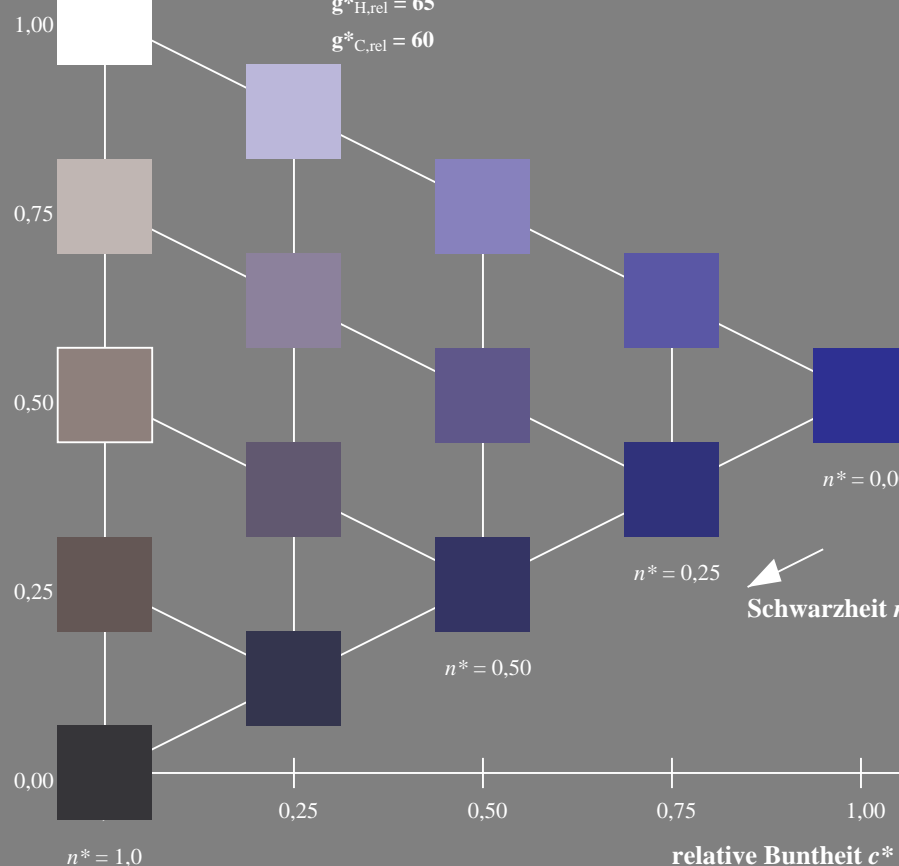 g*H,rel = 65
1,00
g*C,rel = 60
0,75
0,50
n* = 0,0
0,25
n* = 0,25
Schwarzheit n
n* = 0,50
0,00
0,25 0,50 0,75 1,00
n* = 1,0
relative Buntheit c*